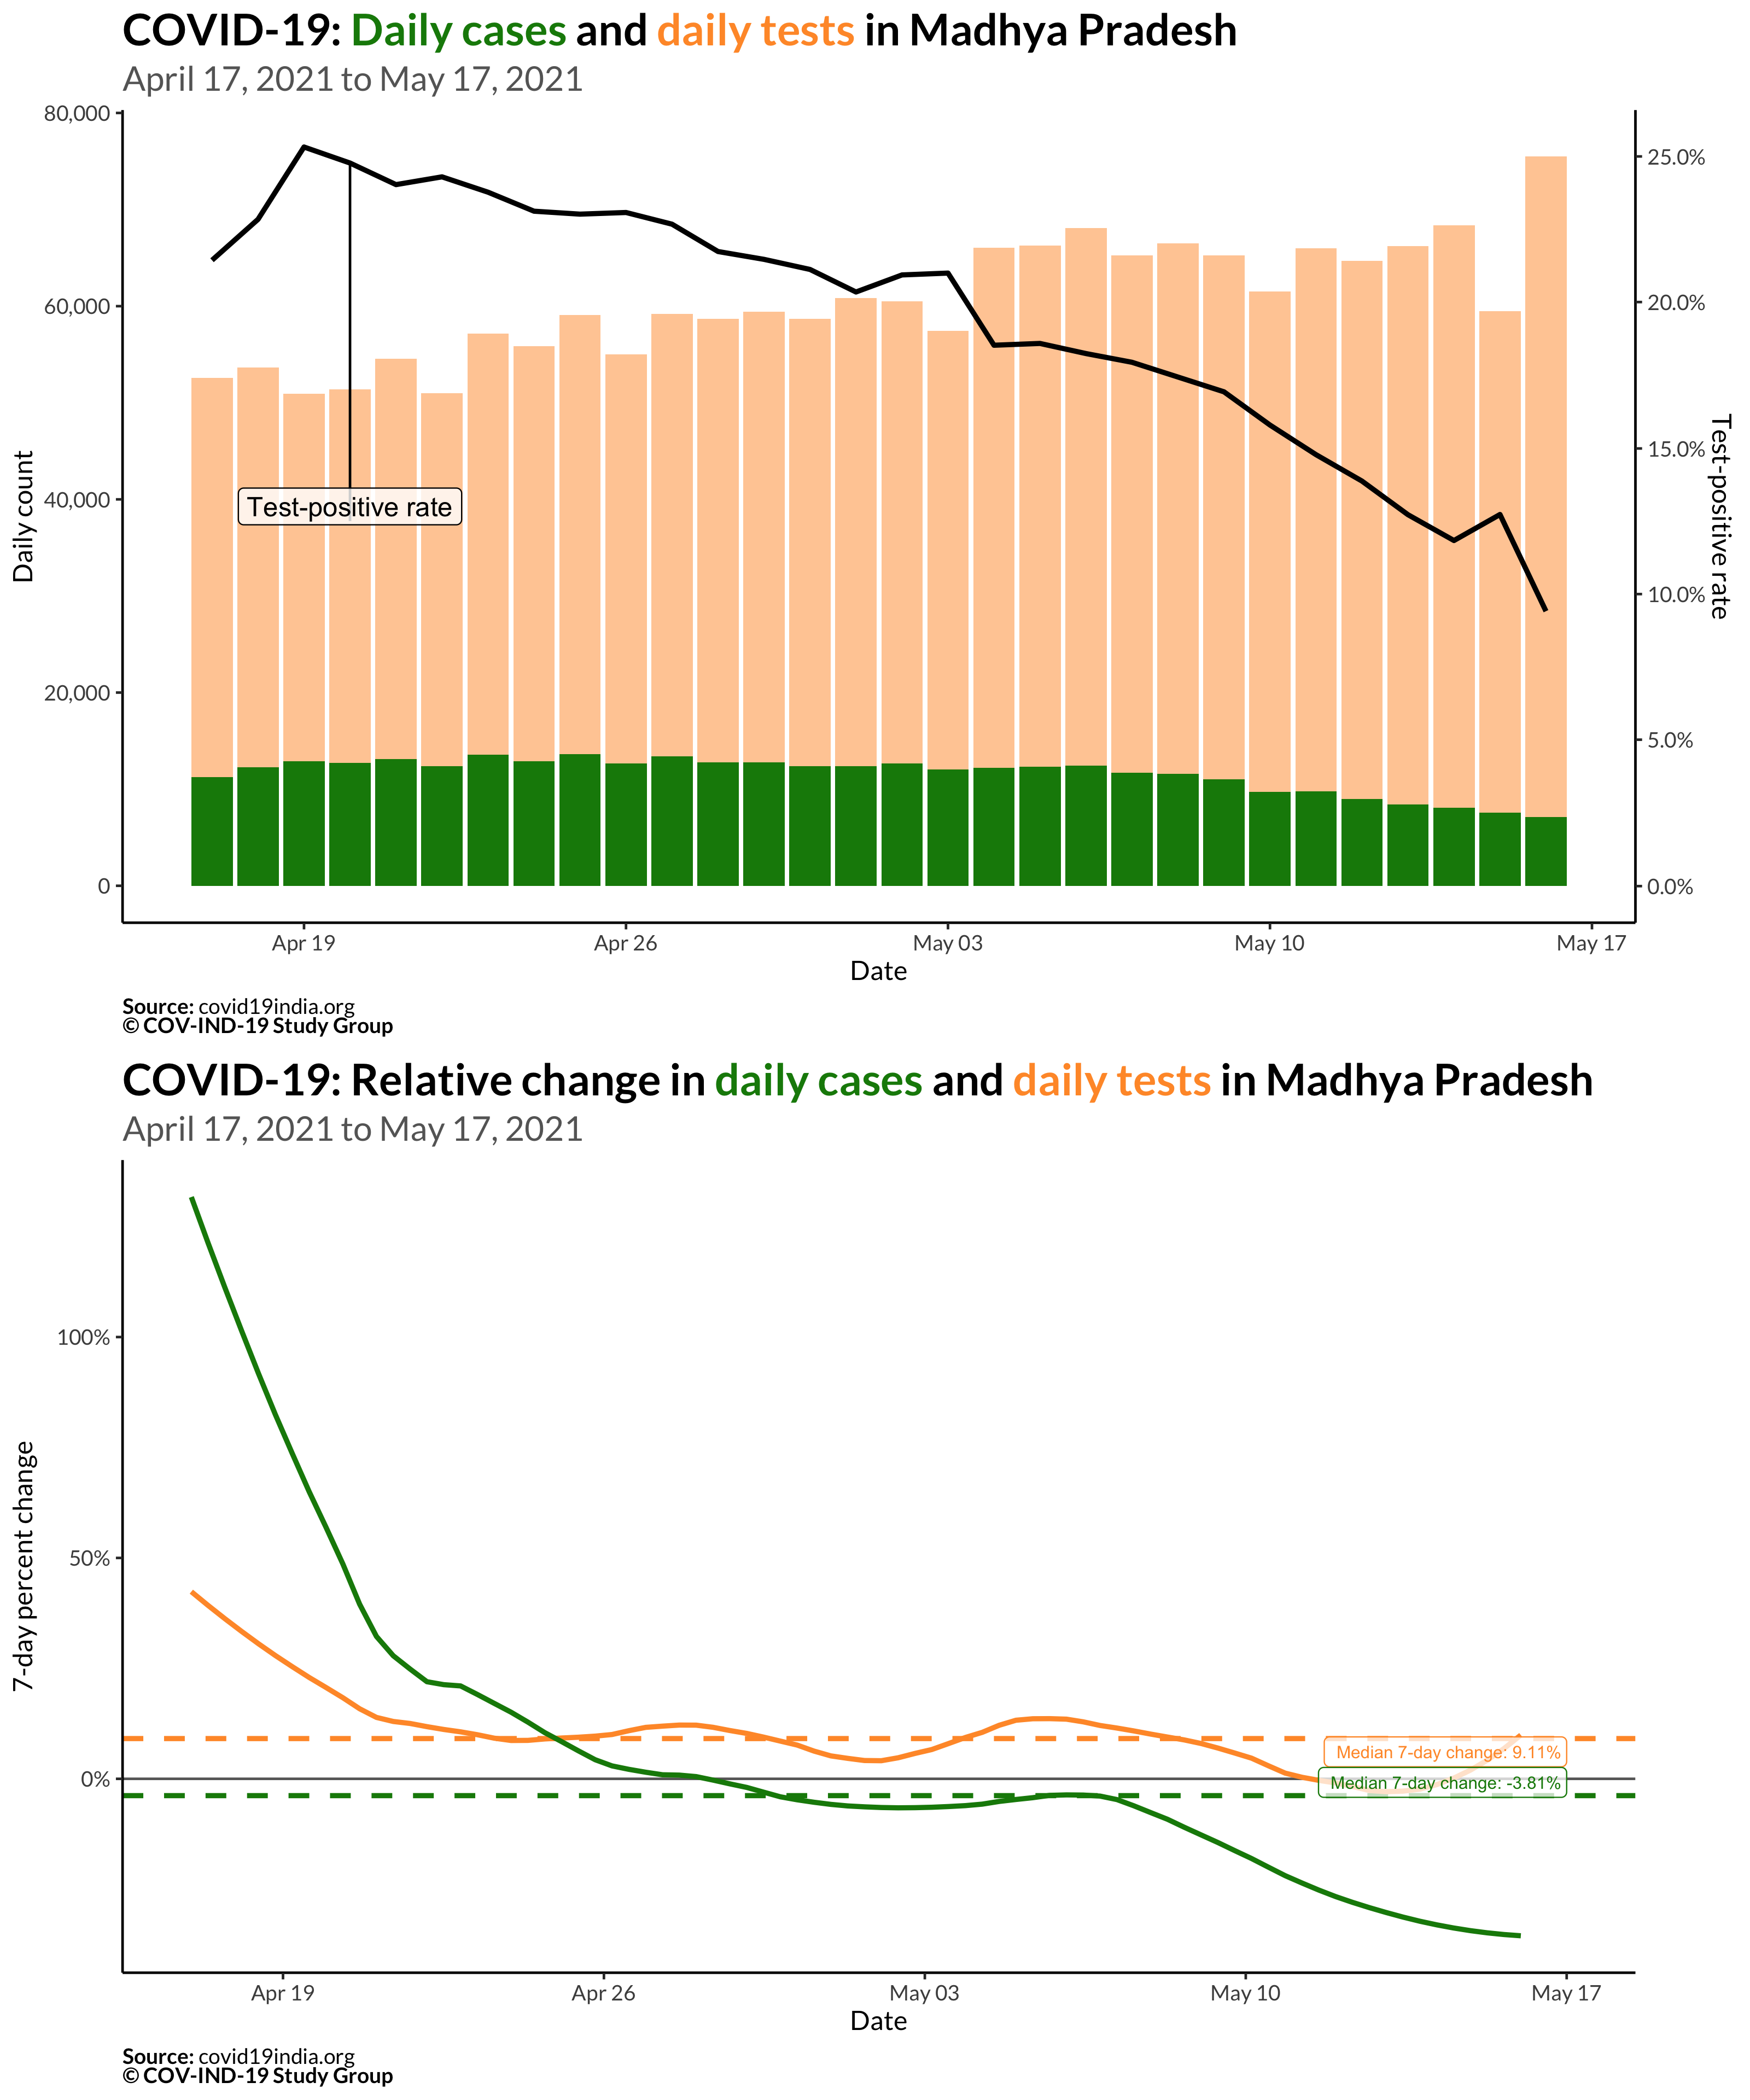 COVID-19: Daily cases and daily tests in Madhya Pradesh
April 17, 2021 to May 17, 2021
80,000
60,000
40,000
20,000
0
Daily count
Test-positive rate
25.0%
20.0%
15.0%
10.0%
5.0%
0.0%
Test-positive rate
Apr 19
Apr 26
May 03
May 10
May 17
Date
Source: covid19india.org
© COV-IND-19 Study Group
COVID-19: Relative change in daily cases and daily tests in Madhya Pradesh
April 17, 2021 to May 17, 2021
100%
50%
0%
7-day percent change
Median 7-day change: 9.11%
Median 7-day change: -3.81%
Apr 19
Apr 26
May 03
May 10
May 17
Date
Source: covid19india.org
© COV-IND-19 Study Group